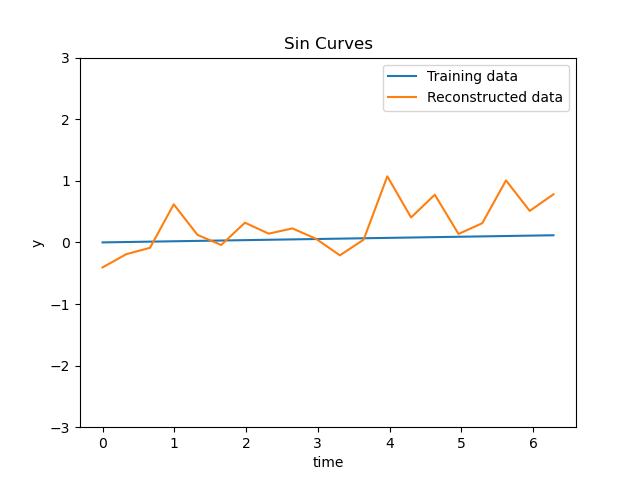 Sin Curves
Training data
Reconstructed data
3
2
1
0
−1
−2
−3
y
0 1 2 3 4 5 6
time